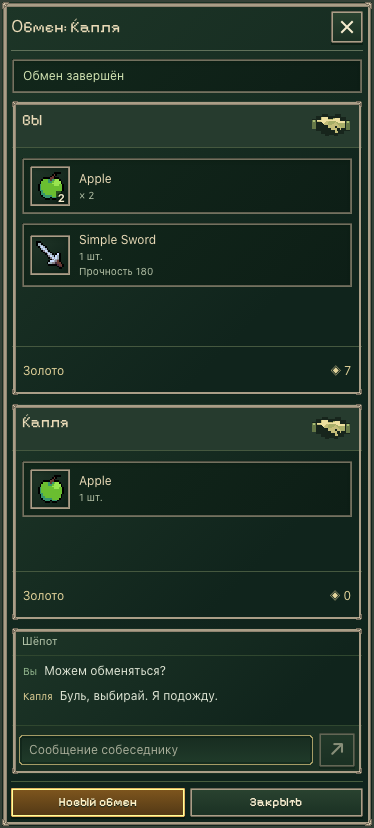 Обмен: Капля
Обмен завершён
ВЫ
Apple
× 2
2
Simple Sword
1 шт.
Прочность 180
Золото
7
Капля
Apple
1 шт.
Золото
0
Шёпот
Вы Можем обменяться?
Капля Буль, выбирай. Я подожду.
Сообщение собеседнику
Новый обмен
Закрыть